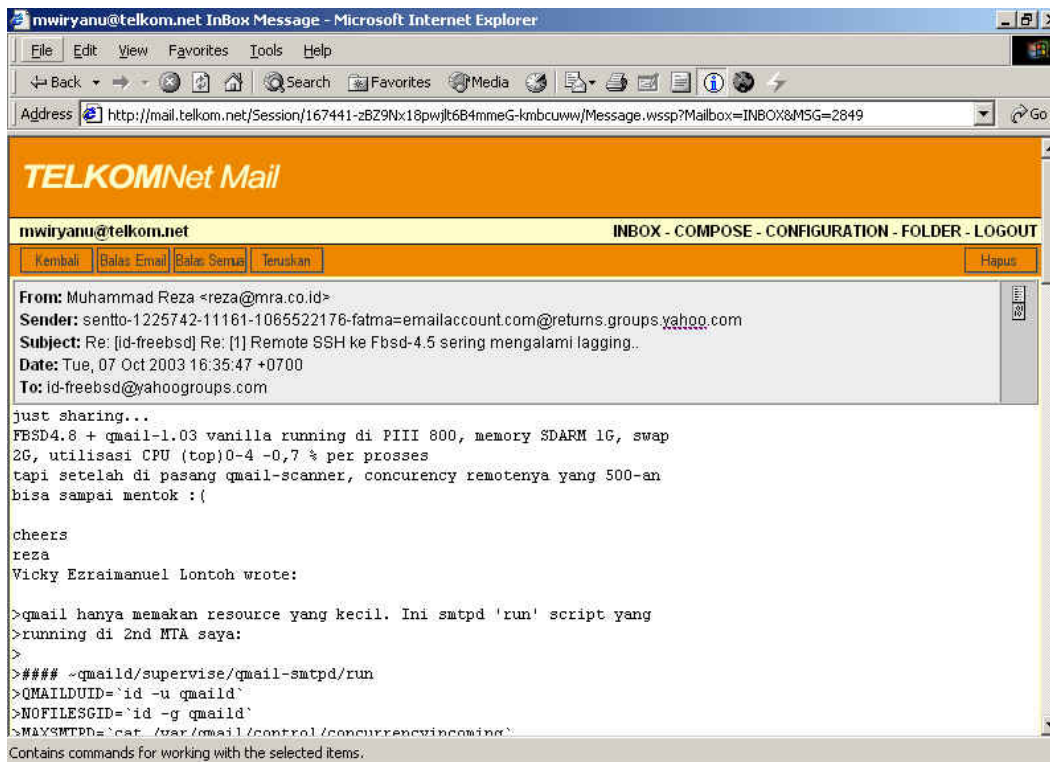 mwiryanu@telkom.net InBox Message - Microsoft Internet Explorer
File Edit View Favorites Tools Help
Back Search Favorites Media
Address http://mail.telkom.net/Session/167441-zBZ9Nx18pwjlt6B4mmeG-kmbcuww/Message.wssp?Mailbox=INBOX&MSG=2849 Go
TELKOMNet Mail
mwiryanu@telkom.net INBOX - COMPOSE - CONFIGURATION - FOLDER - LOGOUT
Kembali Balas Email Balas Semua Teruskan Hapus
From: Muhammad Reza <reza@mra.co.id>
Sender: sentto-1225742-11161-1065522176-fatma=emailaccount.com@returns.groups.yahoo.com
Subject: Re: [id-freebsd] Re: [1] Remote SSH ke Fbsd-4.5 sering mengalami lagging..
Date: Tue, 07 Oct 2003 16:35:47 +0700
To: id-freebsd@yahoogroups.com
just sharing...
FBSD4.8 + qmail-1.03 vanilla running di PIII 800, memory SDARM 1G, swap
2G, utilisasi CPU (top)0-4 -0,7 % per prosses
tapi setelah di pasang qmail-scanner, concurency remotenya yang 500-an
bisa sampai mentok :(
cheers
reza
Vicky Ezraimanuel Lontoh wrote:
>qmail hanya memakan resource yang kecil. Ini smtpd 'run' script yang
>running di 2nd MTA saya:
>
>#### ~qmaild/supervise/qmail-smtpd/run
>QMAILDUID=`id -u qmaild`
>NOFILESGID=`id -g qmaild`
>MAXSMTPD=`cat /var/qmail/control/concurrencyincoming`
Contains commands for working with the selected items.